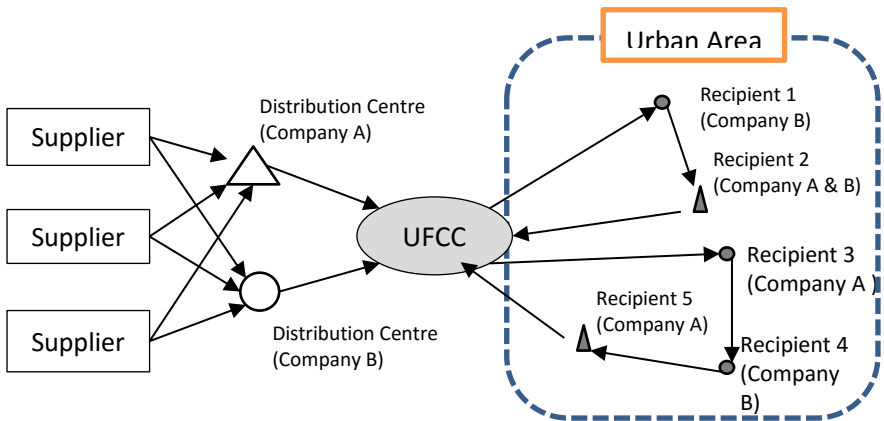 Urban Area
Supplier
Supplier
Supplier
Distribution Centre
(Company A)
Distribution Centre
(Company B)
UFCC
Recipient 1
(Company B)
Recipient 2
(Company A & B)
Recipient 3
(Company A )
Recipient 5
(Company A)
Recipient 4
(Company
B)